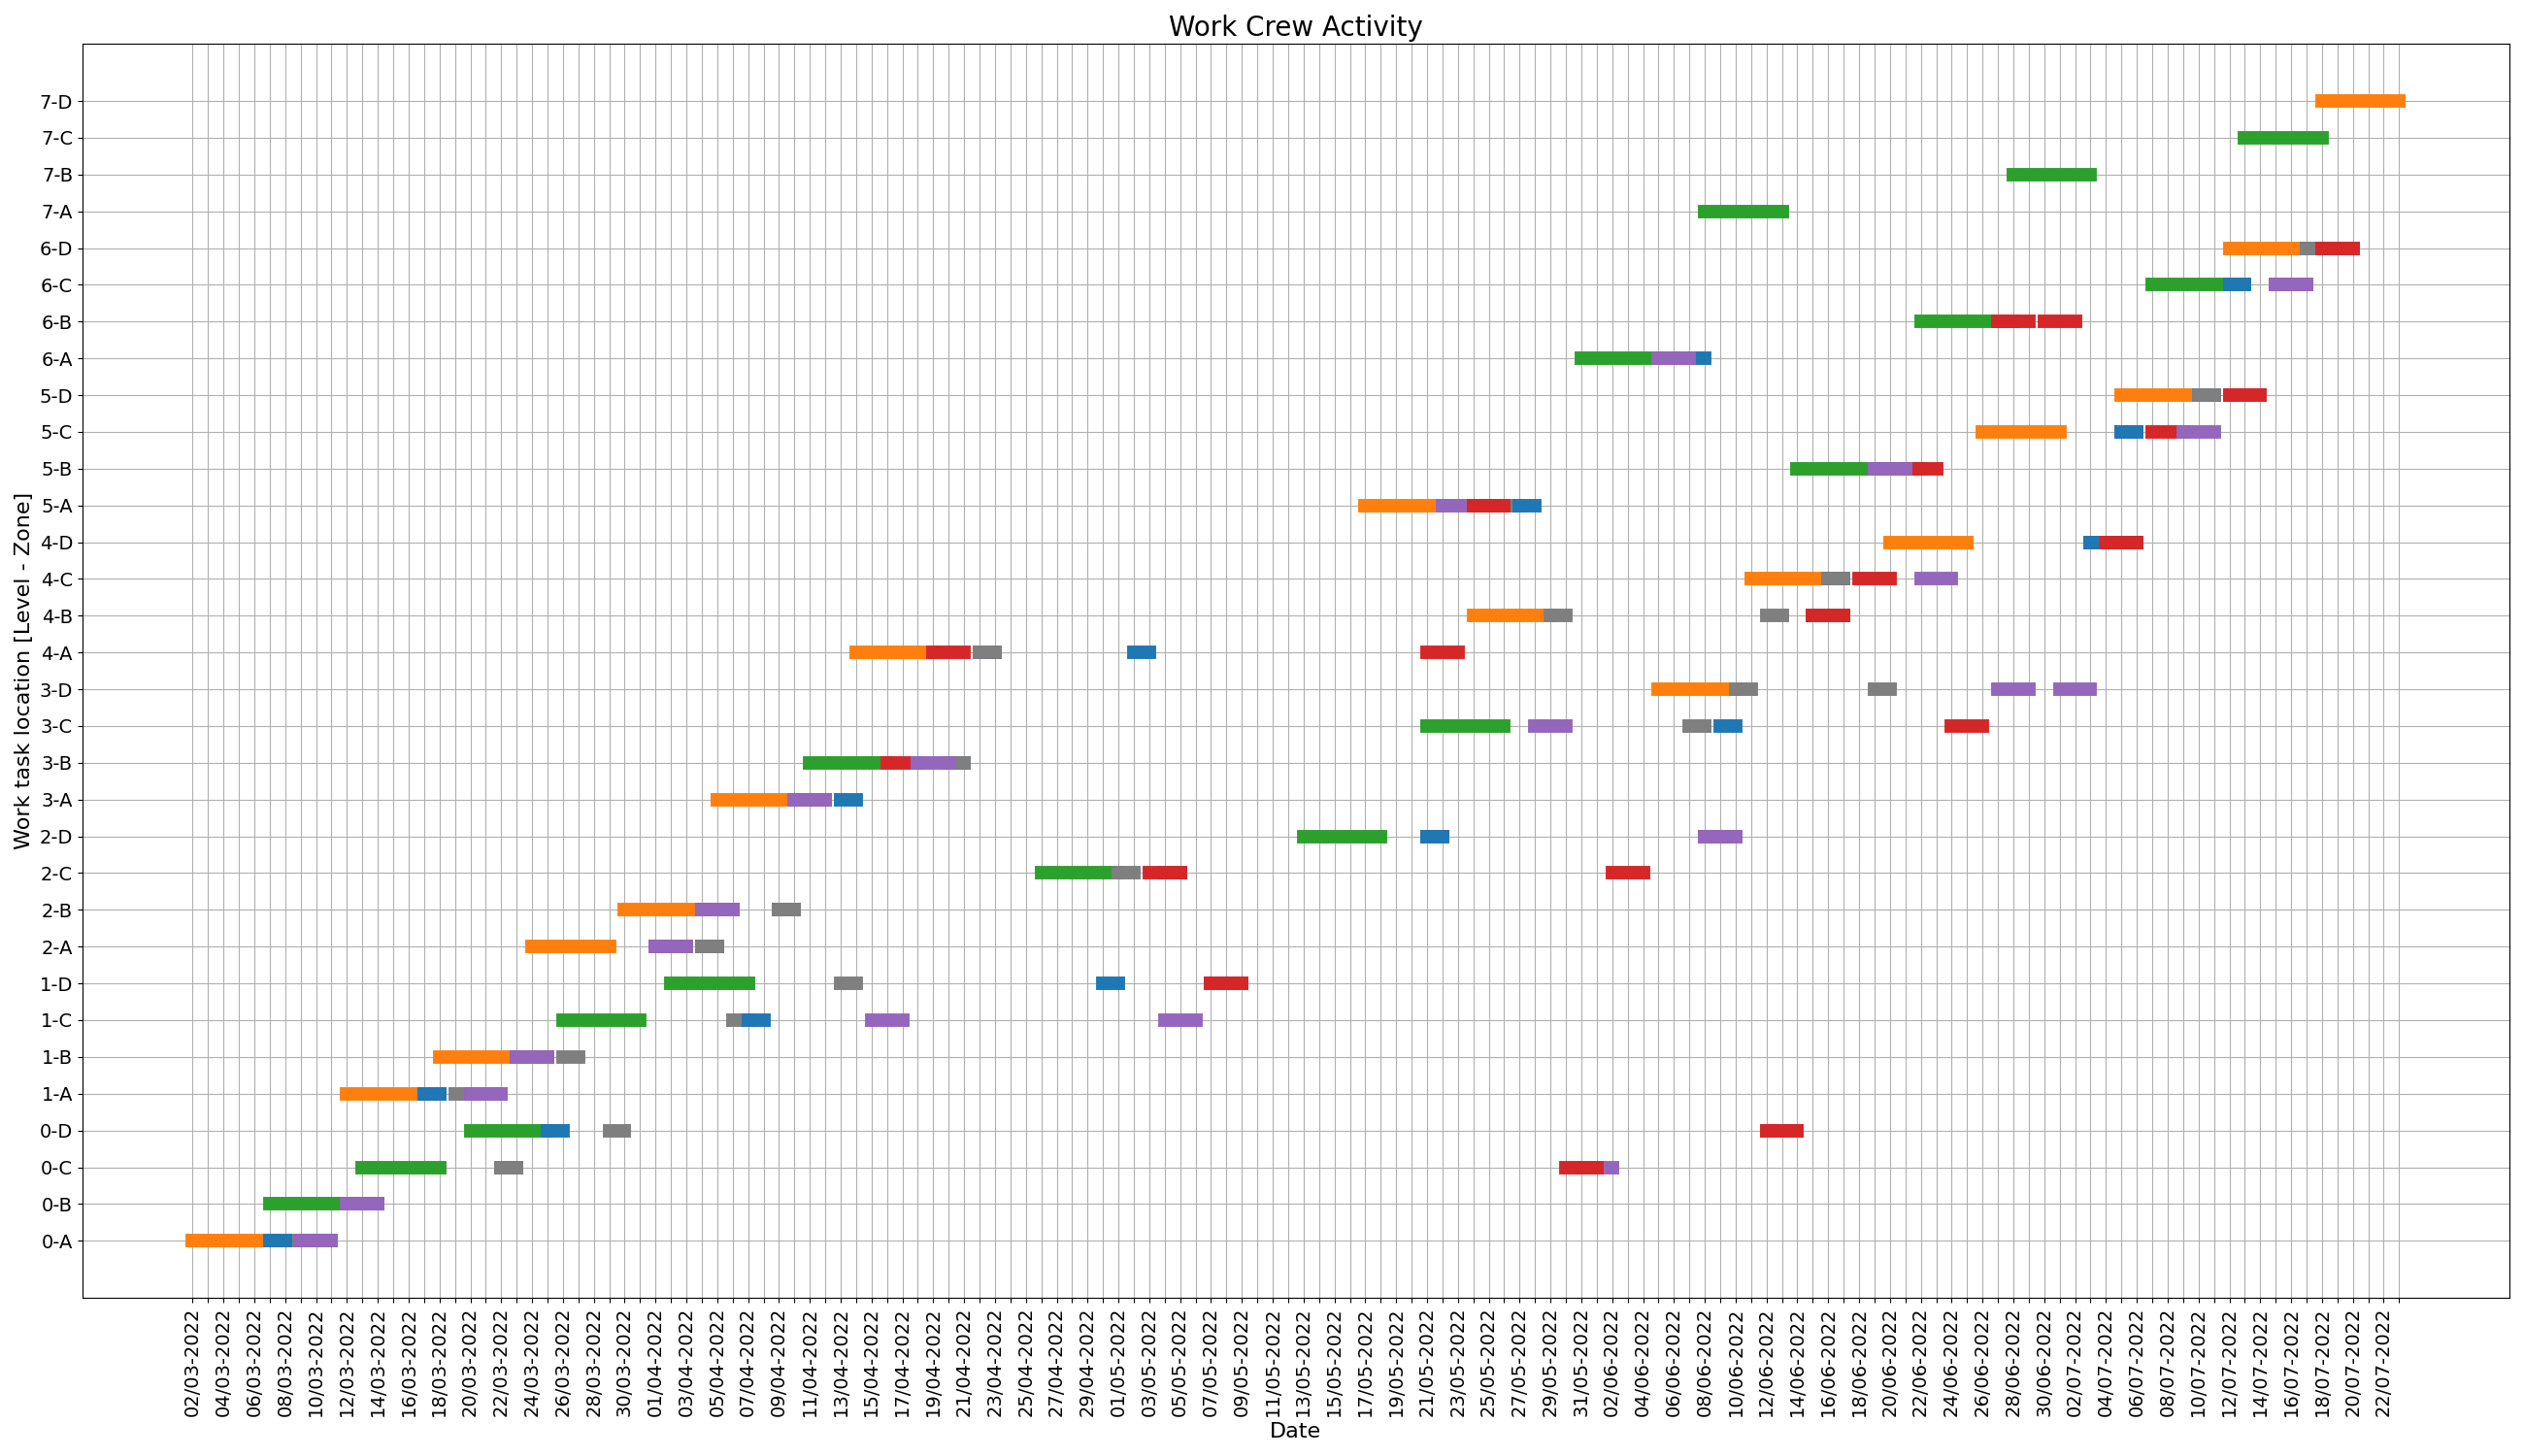 Work Crew Activity
Work task location [Level - Zone]
7-D
7-C
7-B
7-A
6-D
6-C
6-B
6-A
5-D
5-C
5-B
5-A
4-D
4-C
4-B
4-A
3-D
3-C
3-B
3-A
2-D
2-C
2-B
2-A
1-D
1-C
1-B
1-A
0-D
0-C
0-B
0-A
02/03-2022
04/03-2022
06/03-2022
08/03-2022
10/03-2022
12/03-2022
14/03-2022
16/03-2022
18/03-2022
20/03-2022
22/03-2022
24/03-2022
26/03-2022
28/03-2022
30/03-2022
01/04-2022
03/04-2022
05/04-2022
07/04-2022
09/04-2022
11/04-2022
13/04-2022
15/04-2022
17/04-2022
19/04-2022
21/04-2022
23/04-2022
25/04-2022
27/04-2022
29/04-2022
01/05-2022
03/05-2022
05/05-2022
07/05-2022
09/05-2022
11/05-2022
13/05-2022
15/05-2022
17/05-2022
19/05-2022
21/05-2022
23/05-2022
25/05-2022
27/05-2022
29/05-2022
31/05-2022
02/06-2022
04/06-2022
06/06-2022
08/06-2022
10/06-2022
12/06-2022
14/06-2022
16/06-2022
18/06-2022
20/06-2022
22/06-2022
24/06-2022
26/06-2022
28/06-2022
30/06-2022
02/07-2022
04/07-2022
06/07-2022
08/07-2022
10/07-2022
12/07-2022
14/07-2022
16/07-2022
18/07-2022
20/07-2022
22/07-2022
Date